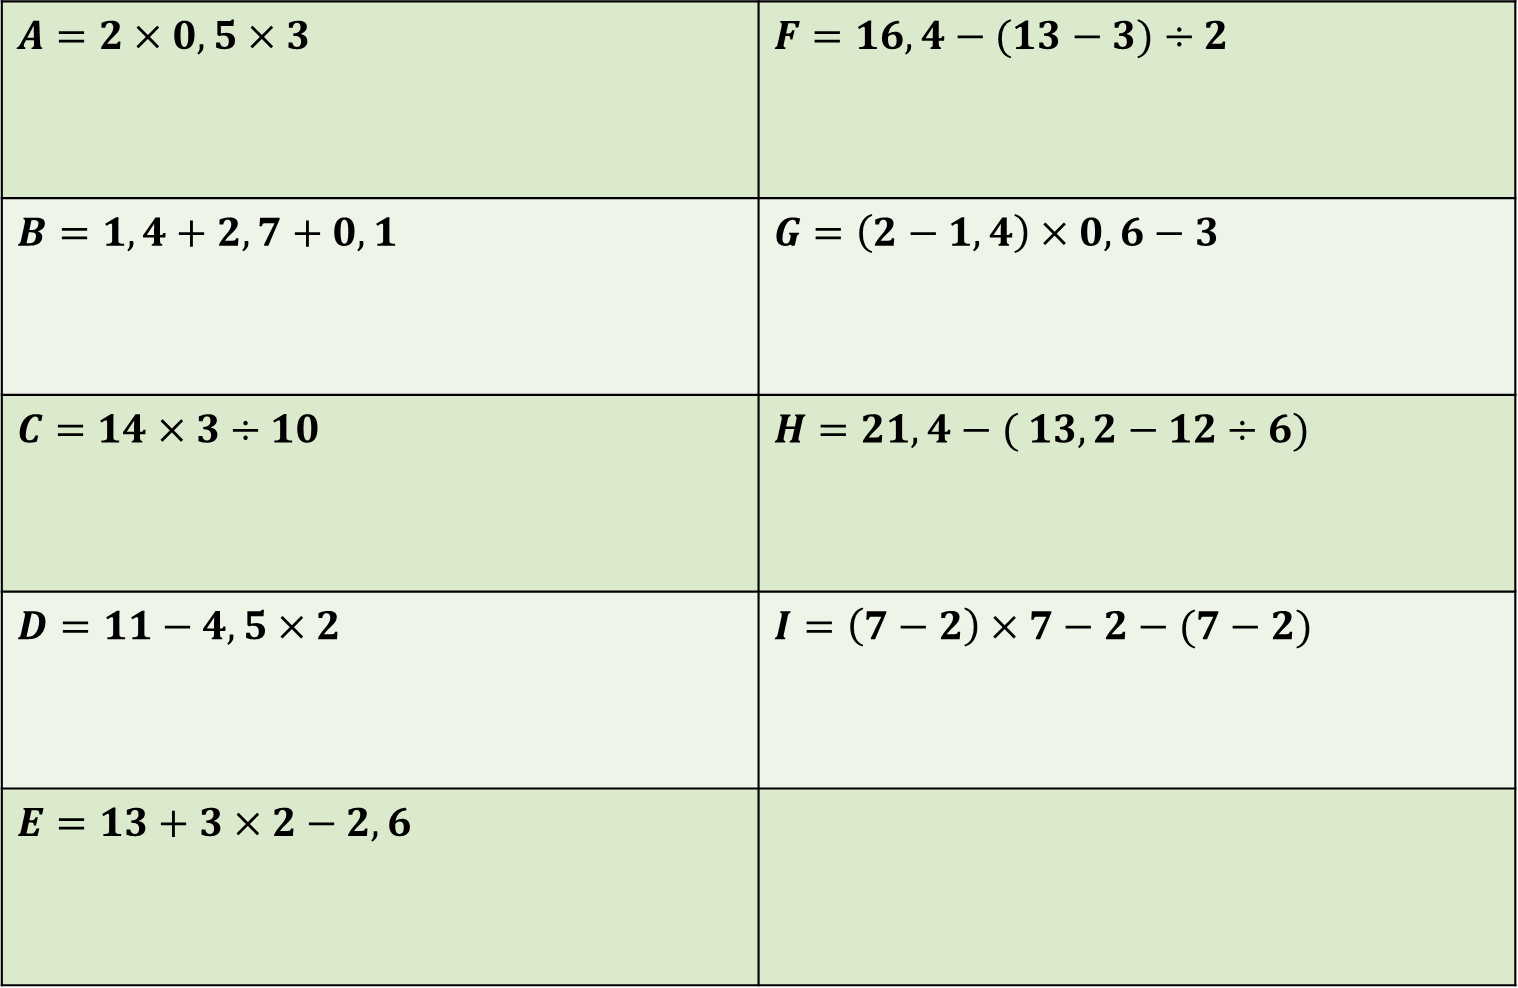 A = 2 × 0,5 × 3
F = 16,4 − (13 − 3) ÷ 2
B = 1,4 + 2,7 + 0,1
G = (2 − 1,4) × 0,6 − 3
C = 14 × 3 ÷ 10
H = 21,4 − ( 13,2 − 12 ÷ 6)
D = 11 − 4,5 × 2
I = (7 − 2) × 7 − 2 − (7 − 2)
E = 13 + 3 × 2 − 2,6